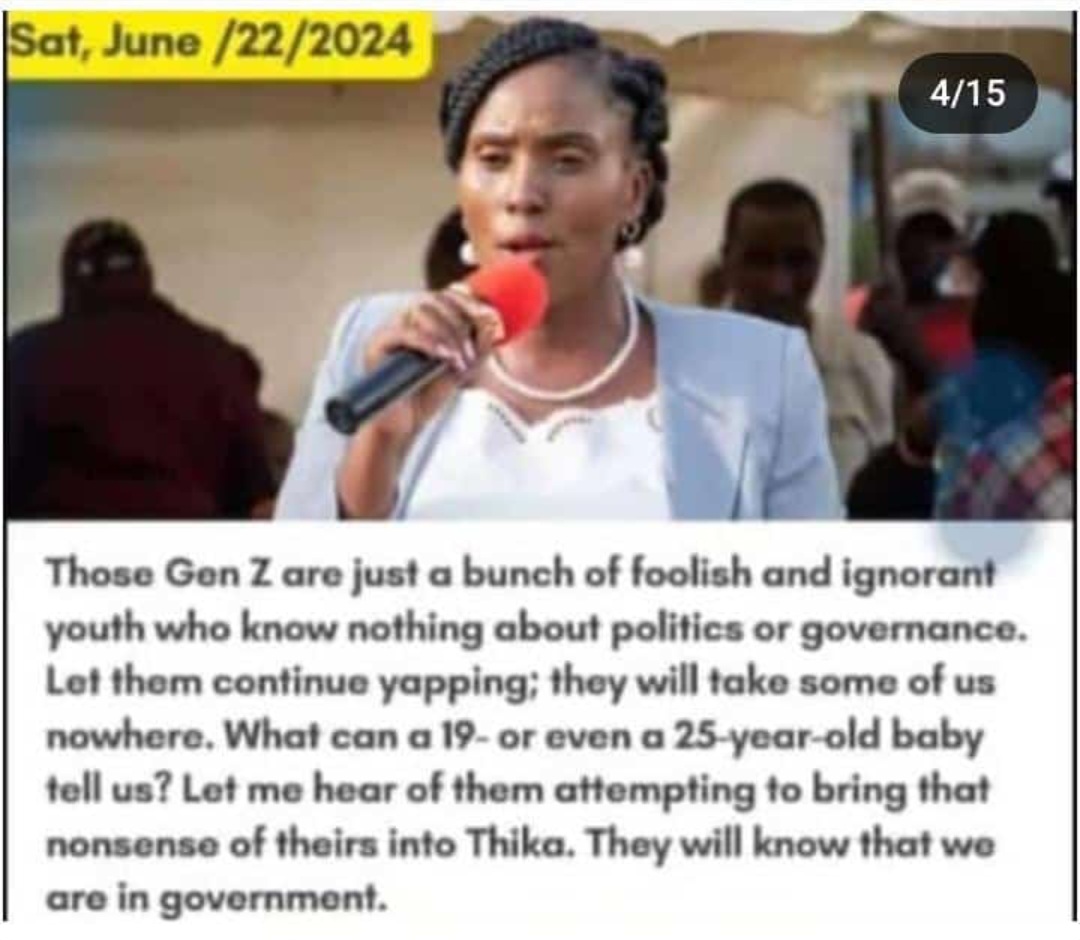 Sat, June /22/2024
4/15
Those Gen Z are just a bunch of foolish and ignorant
youth who know nothing about politics or governance.
Let them continue yapping; they will take some of us
nowhere. What can a 19- or even a 25-year-old baby
tell us? Let me hear of them attempting to bring that
nonsense of theirs into Thika. They will know that we
are in government.